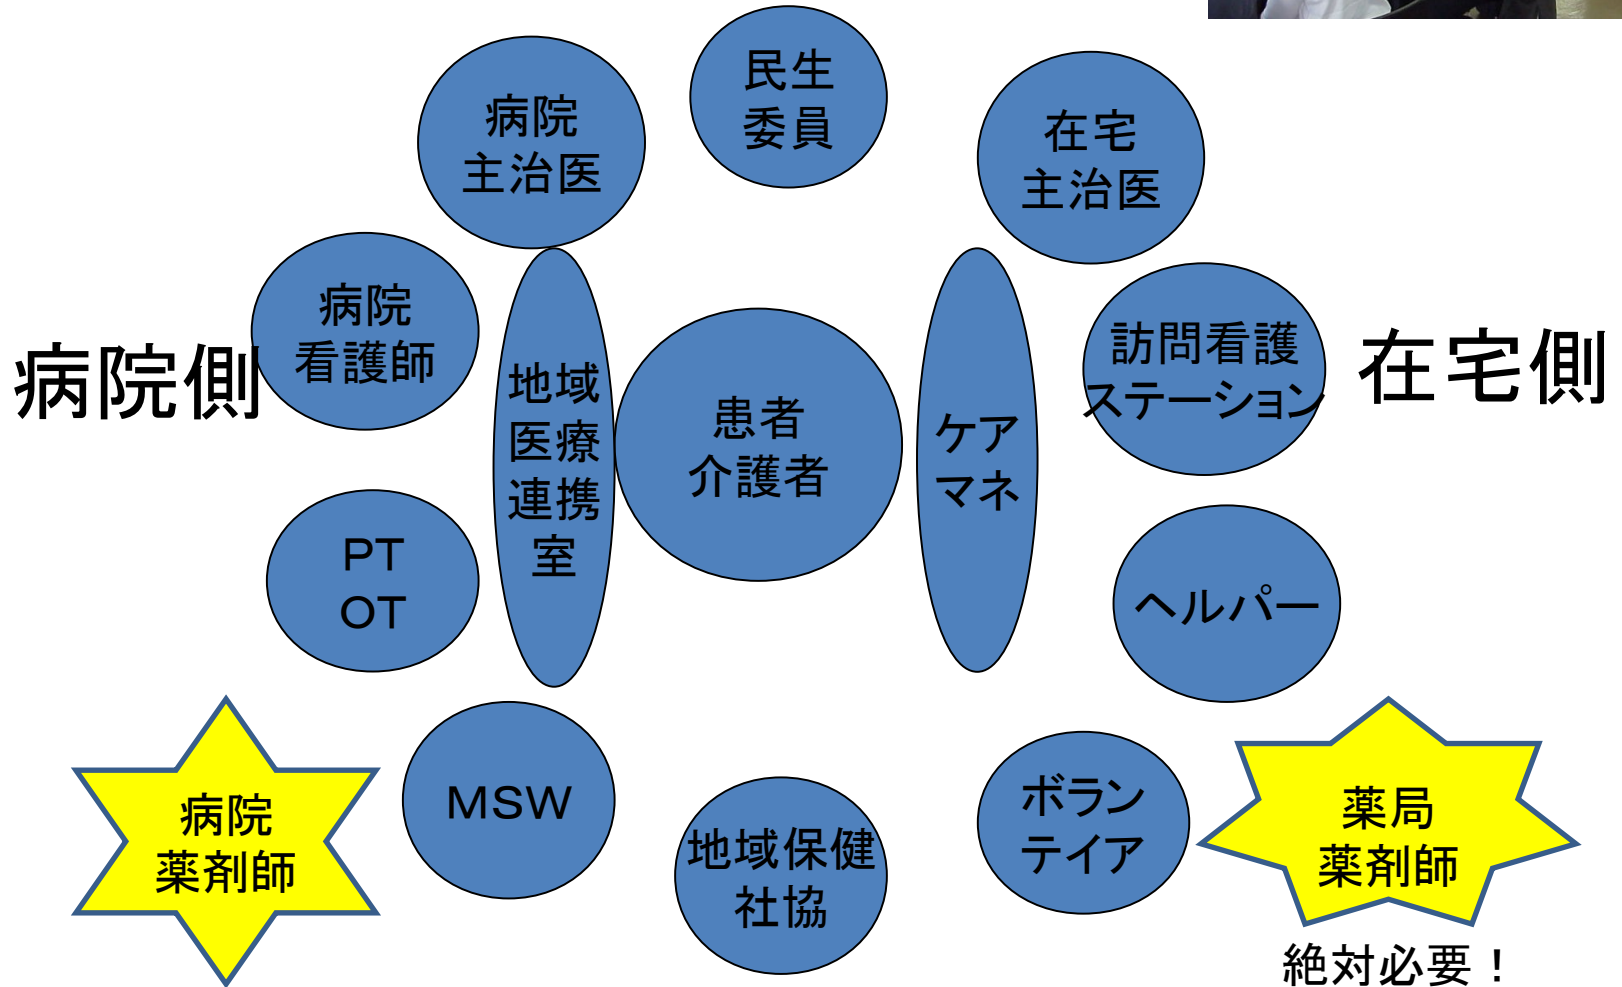 民生
委員
病院
主治医
在宅
主治医
病院
看護師
訪問看護
ステーション
病院側
在宅側
地域
医療
連携
室
患者
介護者
ケア
マネ
PT
OT
ヘルパー
MSW
ボラン
テイア
病院
薬剤師
薬局
薬剤師
地域保健
社協
絶対必要！